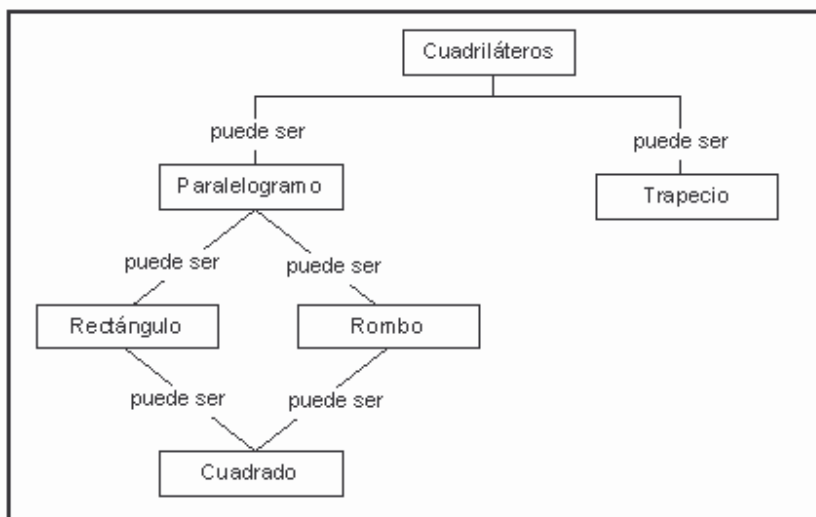 Cuadriláteros
puede ser
puede ser
Paralelogramo
Trapecio
puede ser
puede ser
Rectángulo
Rombo
puede ser
puede ser
Cuadrado